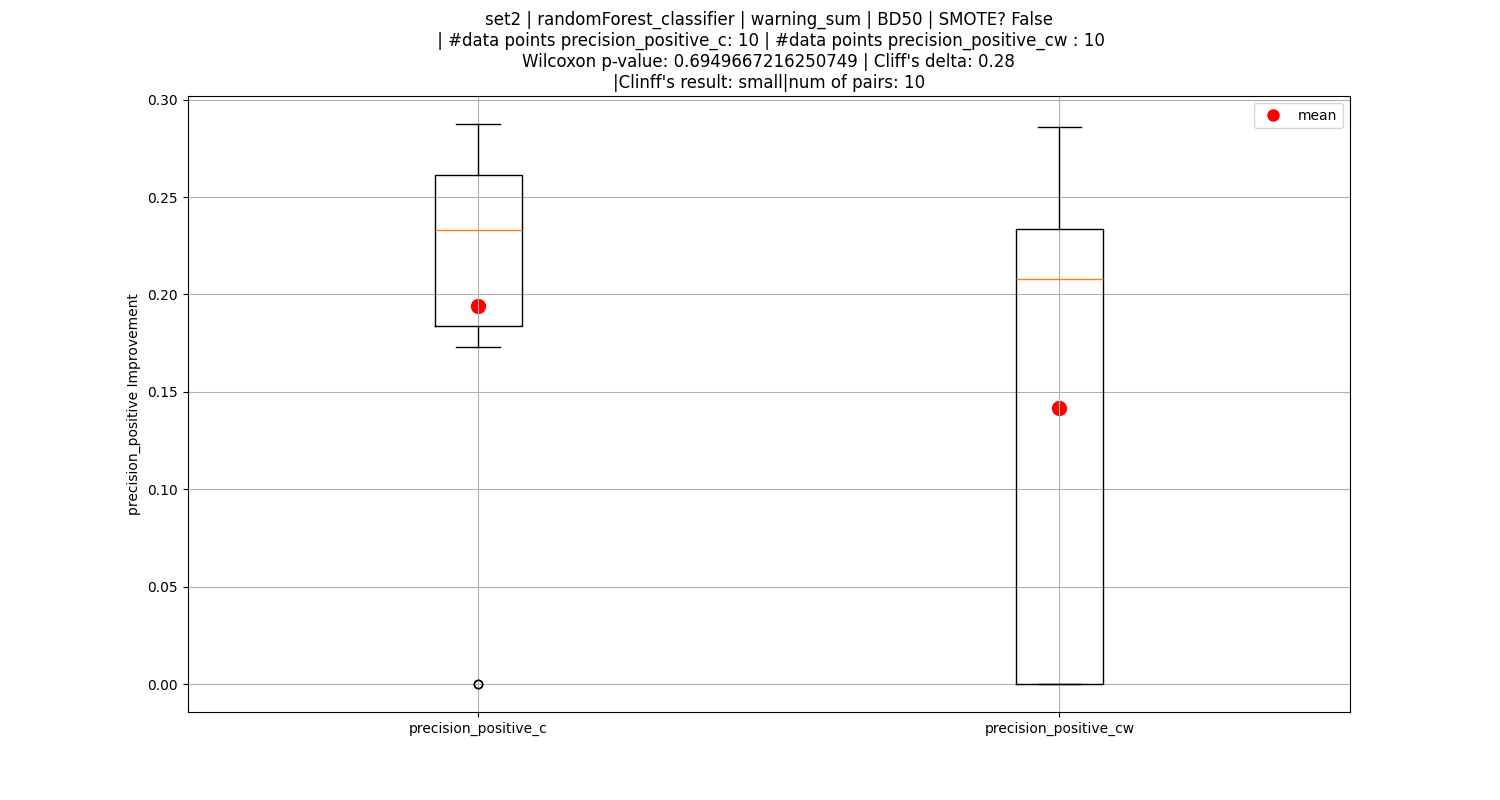 set2 | randomForest_classifier | warning_sum | BD50 | SMOTE? False
| #data points precision_positive_c: 10 | #data points precision_positive_cw : 10
Wilcoxon p-value: 0.6949667216250749 | Cliff's delta: 0.28
|Clinff's result: small|num of pairs: 10
mean
0.30
0.25
0.20
0.15
0.10
0.05
0.00
precision_positive Improvement
precision_positive_c
precision_positive_cw